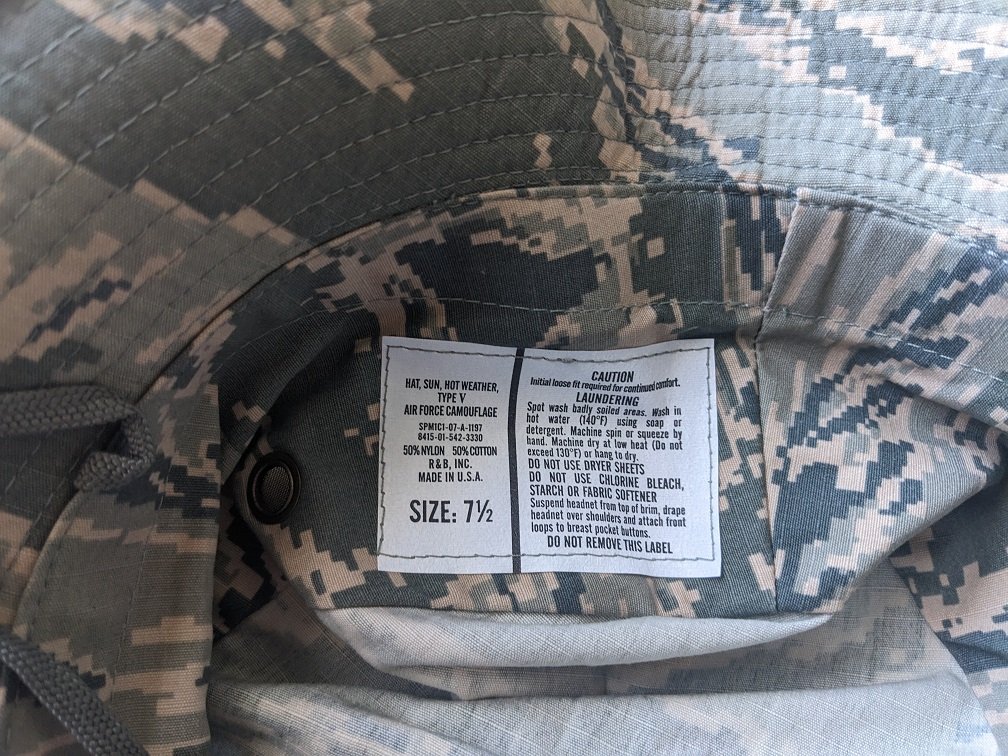 HAT, SUN, HOT WEATHER,
TYPE V
AIR FORCE CAMOUFLAGE
SPM1C1-07-A-1197
8415-01-542-3330
50% NYLON 50% COTTON
R & B, INC.
MADE IN U.S.A.
SIZE: 7½
CAUTION
Initial loose fit required for continued comfort.
LAUNDERING
Spot wash badly soiled areas. Wash in
hot water (140°F) using soap or
detergent. Machine spin or squeeze by
hand. Machine dry at low heat (Do not
exceed 130°F) or hang to dry.
DO NOT USE DRYER SHEETS
DO NOT USE CHLORINE BLEACH,
STARCH OR FABRIC SOFTENER
Suspend headnet from top of brim, drape
headnet over shoulders and attach front
loops to breast pocket buttons.
DO NOT REMOVE THIS LABEL